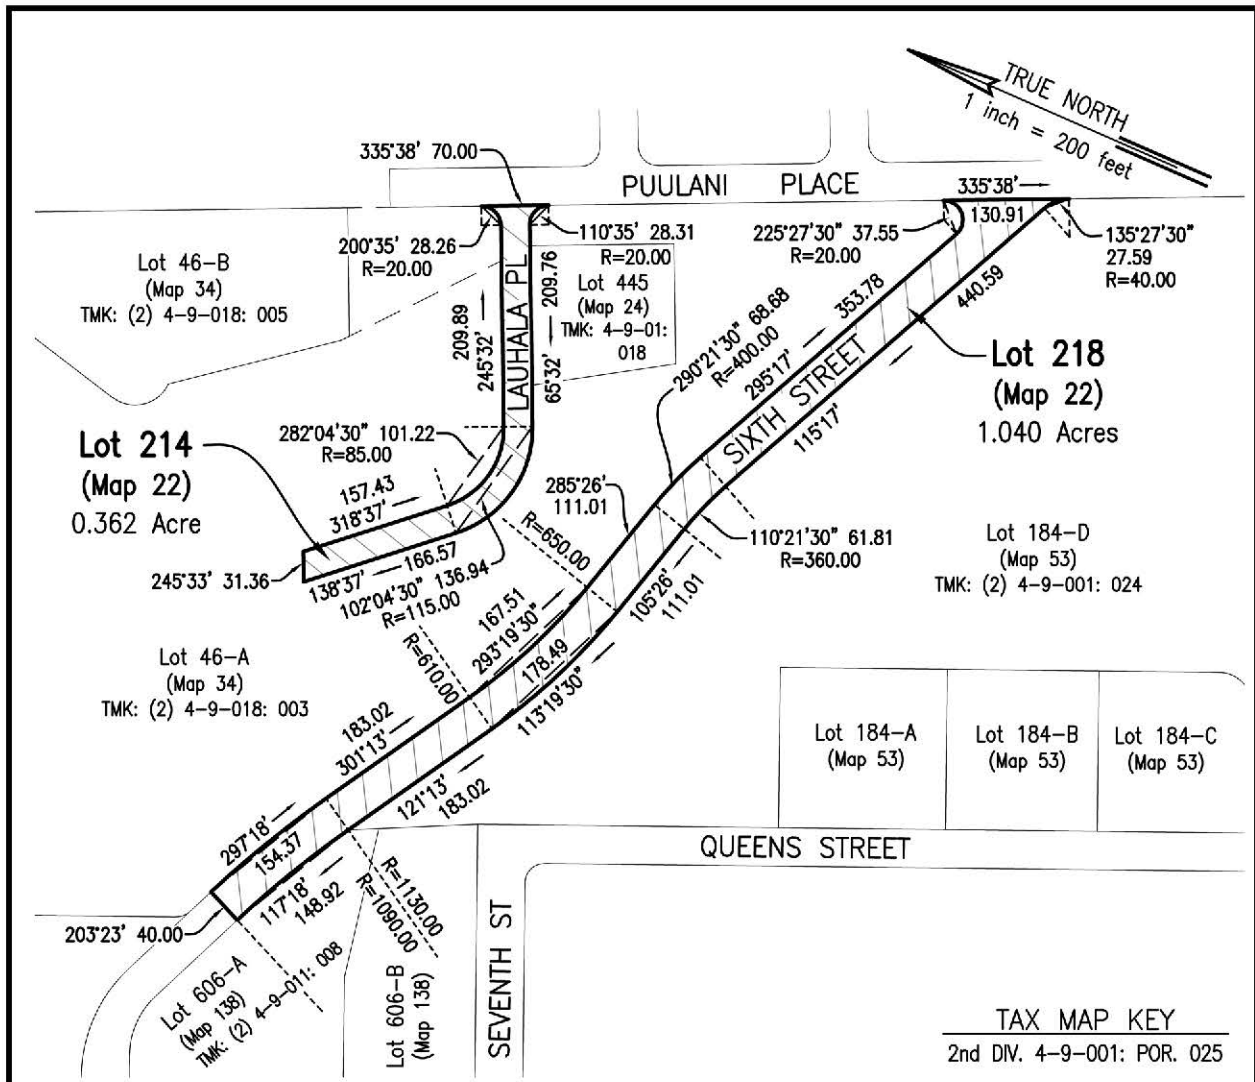 TRUE NORTH
1 inch = 200 feet
335°38' 70.00
PUULANI PLACE
335°38'
130.91
200°35' 28.26
R=20.00
110°35' 28.31
R=20.00
225°27'30" 37.55
R=20.00
135°27'30"
27.59
R=40.00
Lot 46-B
(Map 34)
TMK: (2) 4-9-018: 005
Lot 445
(Map 24)
TMK: 4-9-01:
018
LAUHALA PL
209.89
245°32'
209.76
65°32'
290°21'30" 68.68
R=400.00
353.78
295°17'
SIXTH STREET
440.59
115°17'
Lot 218
(Map 22)
1.040 Acres
Lot 214
(Map 22)
0.362 Acre
282°04'30" 101.22
R=85.00
157.43
318°37'
245°33' 31.36
138°37' 166.57
102°04'30" 136.94
R=115.00
285°26'
111.01
R=650.00
110°21'30" 61.81
R=360.00
105°26'
111.01
Lot 184-D
(Map 53)
TMK: (2) 4-9-001: 024
R=610.00
167.51
293°19'30"
178.49
113°19'30"
Lot 46-A
(Map 34)
TMK: (2) 4-9-018: 003
183.02
301°13'
121°13'
183.02
Lot 184-A
(Map 53)
Lot 184-B
(Map 53)
Lot 184-C
(Map 53)
QUEENS STREET
297°18'
154.37
117°18'
148.92
R=1130.00
R=1090.00
203°23' 40.00
Lot 606-A
(Map 138)
TMK: (2) 4-9-011: 008
Lot 606-B
(Map 138)
SEVENTH ST
TAX MAP KEY
2nd DIV. 4-9-001: POR. 025